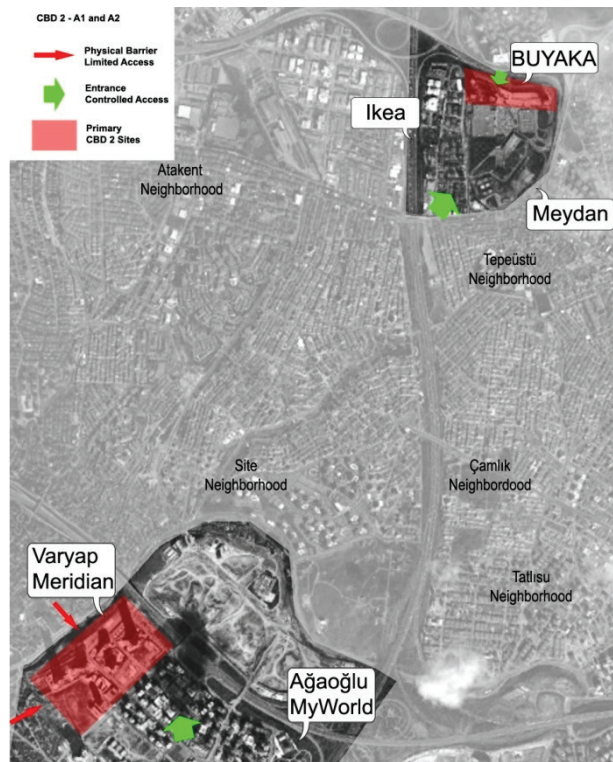 CBD 2 - A1 and A2
Physical Barrier
Limited Access
Entrance
Controlled Access
Primary
CBD 2 Sites
BUYAKA
Ikea
Atakent
Neighborhood
Meydan
Tepeüstü
Neighborhood
Site
Neighborhood
Çamlık
Neighbordood
Varyap
Meridian
Tatlısu
Neighborhood
Ağaoğlu
MyWorld